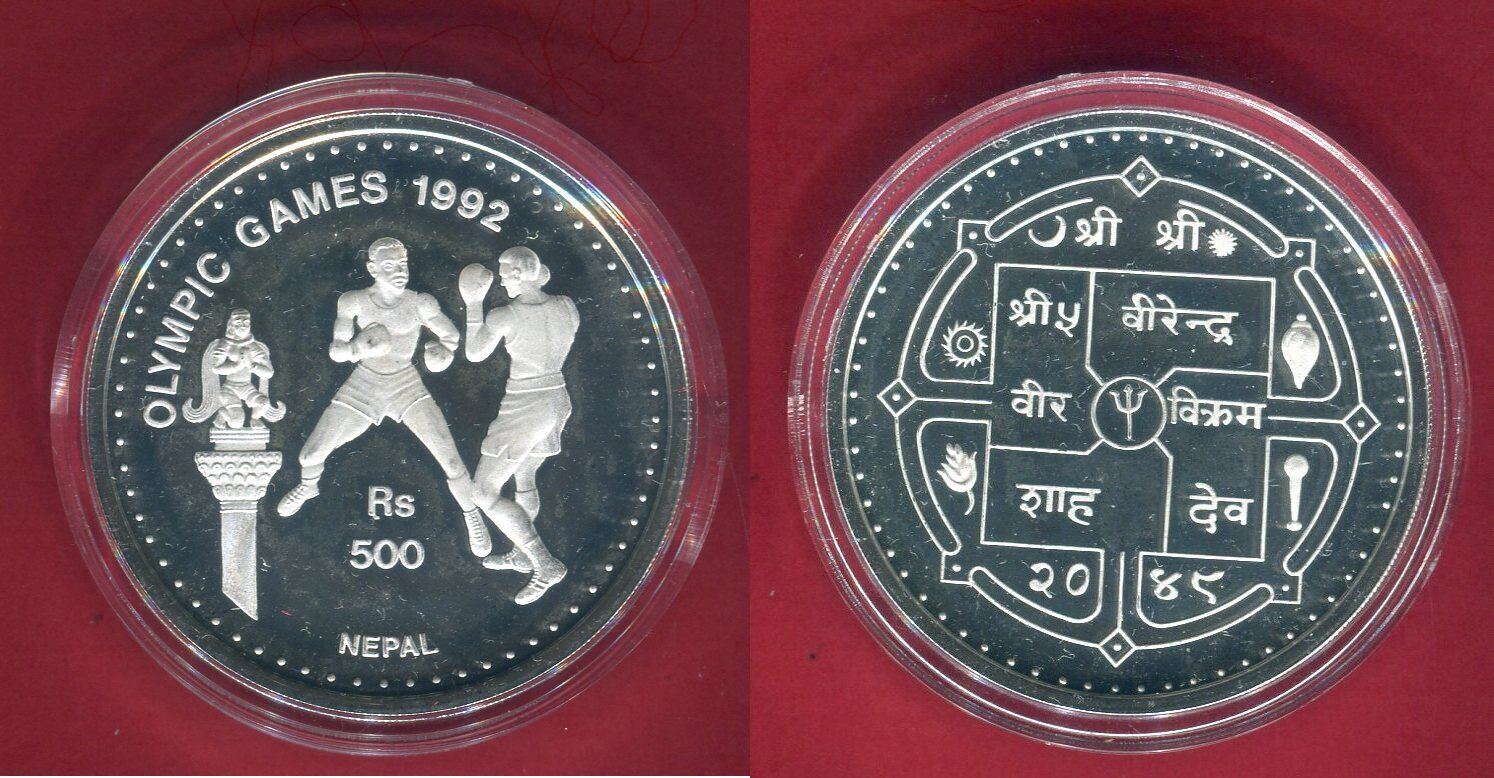 OLYMPIC GAMES 1992
Rs
500
NEPAL
श्री श्री
श्री५ वीरेन्द्र
वीर विक्रम
शाह देव
२० ४९